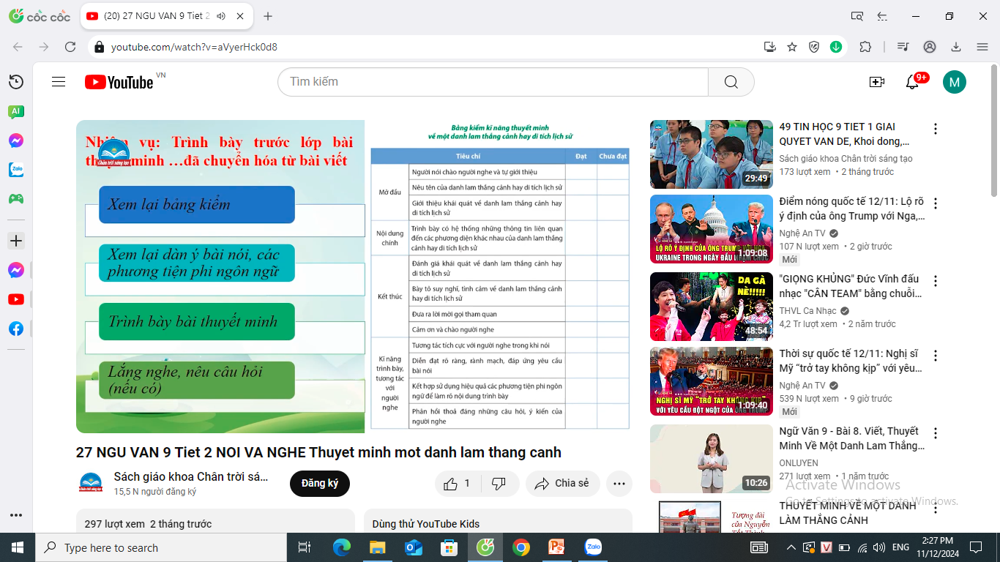 cốc cốc
(20) 27 NGU VAN 9 Tiet 2
youtube.com/watch?v=aVyerHck0d8
AI
Zalo
YouTube VN
Tìm kiếm
9+
M
Nhiệm vụ: Trình bày trước lớp bài
thuyết minh …đã chuyển hóa từ bài viết
Chân trời sáng tạo
Xem lại bảng kiểm
Xem lại dàn ý bài nói, các
phương tiện phi ngôn ngữ
Trình bày bài thuyết minh
Lắng nghe, nêu câu hỏi
(nếu có)
Bảng kiểm kĩ năng thuyết minh
về một danh lam thắng cảnh hay di tích lịch sử
Tiêu chí Đạt Chưa đạt
Mở đầu
Người nói chào người nghe và tự giới thiệu
Nêu tên của danh lam thắng cảnh hay di tích lịch sử
Giới thiệu khái quát về danh lam thắng cảnh hay
di tích lịch sử
Nội dung
chính
Trình bày có hệ thống những thông tin liên quan
đến các phương diện khác nhau của danh lam thắng
cảnh hay di tích lịch sử
Kết thúc
Đánh giá khái quát về danh lam thắng cảnh hay
di tích lịch sử
Bày tỏ suy nghĩ, tình cảm về danh lam thắng cảnh
hay di tích lịch sử
Đưa ra lời mời gọi tham quan
Cảm ơn và chào người nghe
Kĩ năng
trình bày,
tương tác
với
người
nghe
Tương tác tích cực với người nghe trong khi nói
Diễn đạt rõ ràng, rành mạch, đáp ứng yêu cầu
bài nói
Kết hợp sử dụng hiệu quả các phương tiện phi ngôn
ngữ để làm rõ nội dung trình bày
Phản hồi thoả đáng những câu hỏi, ý kiến của
người nghe
27 NGU VAN 9 Tiet 2 NOI VA NGHE Thuyet minh mot danh lam thang canh
Sách giáo khoa Chân trời sá...
15,5 N người đăng ký
Đăng ký
1
Chia sẻ
297 lượt xem 2 tháng trước
Dùng thử YouTube Kids
29:49
49 TIN HỌC 9 TIET 1 GIAI
QUYET VAN DE, Khoi dong,...
Sách giáo khoa Chân trời sáng tạo
173 lượt xem • 2 tháng trước
LỘ RÕ Ý ĐỊNH CỦA ÔNG TRUMP VỚI NGA,
UKRAINE TRONG NGÀY ĐẦU
1:09:08
Điểm nóng quốc tế 12/11: Lộ rõ
ý định của ông Trump với Nga,...
Nghệ An TV
107 N lượt xem • 2 giờ trước
Mới
DA GÀ
NÈ!!!!!
48:54
"GIỌNG KHỦNG" Đức Vĩnh đấu
nhạc "CÂN TEAM" bằng chuỗi...
THVL Ca Nhạc
4,2 Tr lượt xem • 2 năm trước
NGHỊ SĨ MỸ "TRỞ TAY KHÔNG KỊP"
VỚI YÊU CẦU ĐỘT NGỘT CỦA ÔNG TRUMP
1:09:40
Thời sự quốc tế 12/11: Nghị sĩ
Mỹ “trở tay không kịp” với yêu...
Nghệ An TV
539 N lượt xem • 9 giờ trước
Mới
10:26
Ngữ Văn 9 - Bài 8. Viết, Thuyết
Minh Về Một Danh Lam Thắng...
ONLUYEN
271 lượt xem • 1 năm trước
Tượng đài
của Nguyễn
Tất Thành
THUYẾT MINH VỀ MỘT DANH
LÀM THẮNG CẢNH
Activate Windows
Go to Settings to activate Windows.
Type here to search
Zalo
V
ENG
2:27 PM
11/12/2024